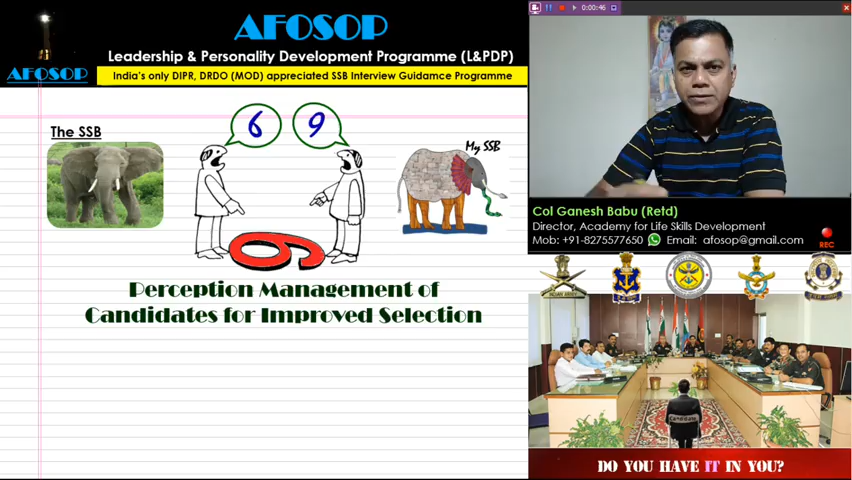 AFOSOP
AFOSOP
Leadership & Personality Development Programme (L&PDP)
India's only DIPR, DRDO (MOD) appreciated SSB Interview Guidamce Programme
The SSB
6
9
My SSB
6
Perception Management of
Candidates for Improved Selection
0:00:46
Col Ganesh Babu (Retd)
Director, Academy for Life Skills Development
Mob: +91-8275577650
Email: afosop@gmail.com
REC
INDIAN ARMY
Candidate
DO YOU HAVE IT IN YOU?